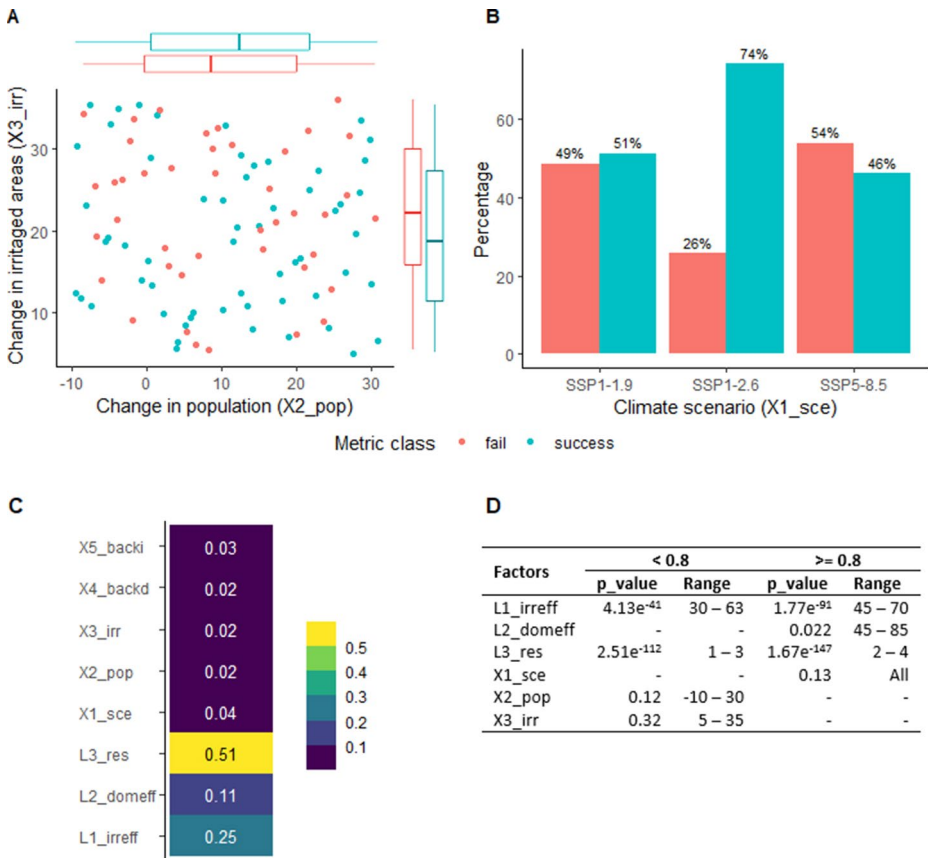 A
B
Change in irritaged areas (X3_irr)
30
20
10
-10 0 10 20 30
Change in population (X2_pop)
Percentage
60
40
20
0
49% 51% 26% 74% 54% 46%
SSP1-1.9 SSP1-2.6 SSP5-8.5
Climate scenario (X1_sce)
Metric class fail success
C
X5_backi 0.03
X4_backd 0.02
X3_irr 0.02
X2_pop 0.02
X1_sce 0.04
L3_res 0.51
L2_domeff 0.11
L1_irreff 0.25
0.5
0.4
0.3
0.2
0.1
D
Factors < 0.8 >= 0.8
p_value Range p_value Range
L1_irreff 4.13e-41 30 – 63 1.77e-91 45 – 70
L2_domeff - - 0.022 45 – 85
L3_res 2.51e-112 1 – 3 1.67e-147 2 – 4
X1_sce - - 0.13 All
X2_pop 0.12 -10 – 30 - -
X3_irr 0.32 5 – 35 - -